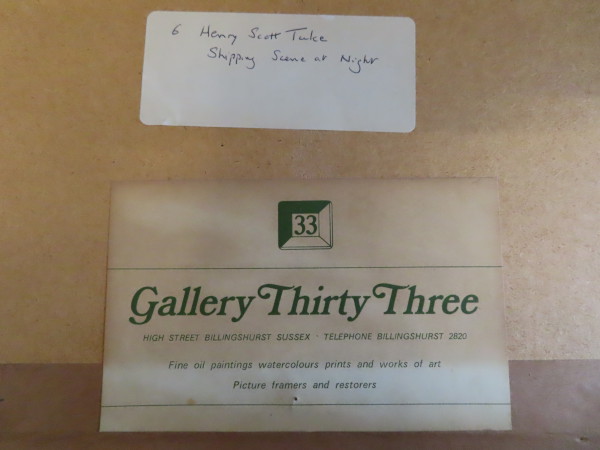 6 Henry Scott Tuke
Shipping Scene at Night
33
Gallery Thirty Three
HIGH STREET BILLINGSHURST SUSSEX · TELEPHONE BILLINGSHURST 2820
Fine oil paintings watercolours prints and works of art
Picture framers and restorers